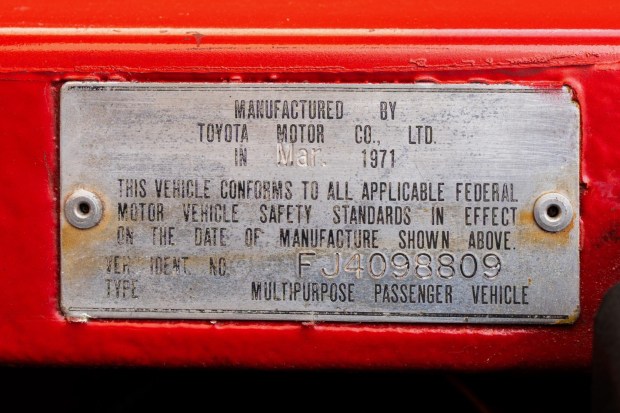 MANUFACTURED BY
TOYOTA MOTOR CO., LTD.
IN Mar. 1971
THIS VEHICLE CONFORMS TO ALL APPLICABLE FEDERAL
MOTOR VEHICLE SAFETY STANDARDS IN EFFECT
ON THE DATE OF MANUFACTURE SHOWN ABOVE.
VEH IDENT. NO. FJ4098809
TYPE MULTIPURPOSE PASSENGER VEHICLE